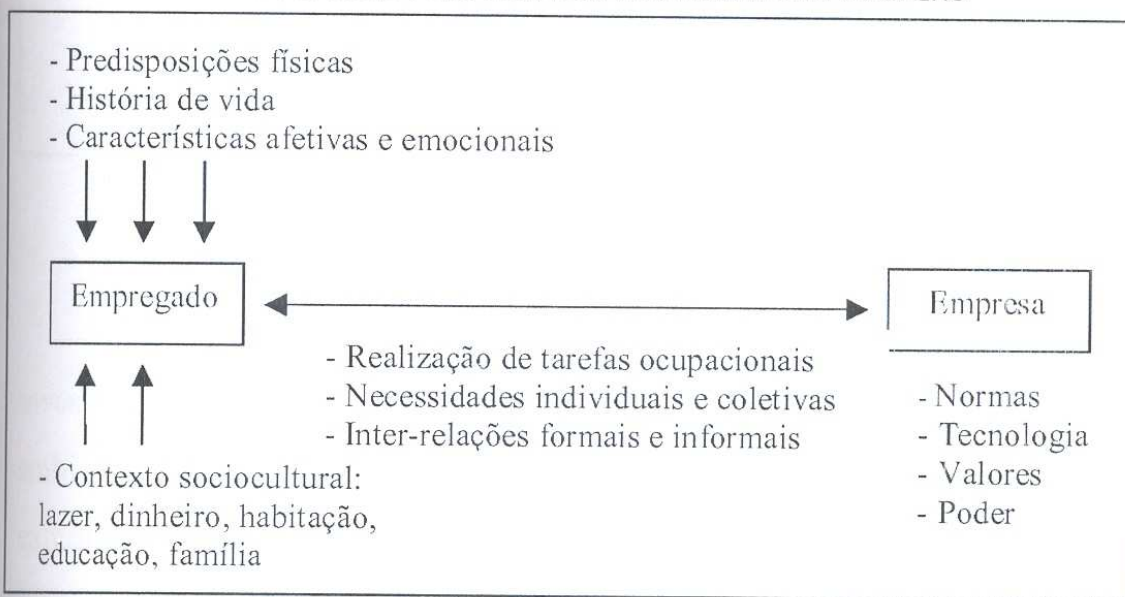 - Predisposições físicas
- História de vida
- Características afetivas e emocionais
Empregado
Empresa
- Realização de tarefas ocupacionais
- Necessidades individuais e coletivas
- Inter-relações formais e informais
- Normas
- Tecnologia
- Valores
- Poder
- Contexto sociocultural:
lazer, dinheiro, habitação,
educação, família